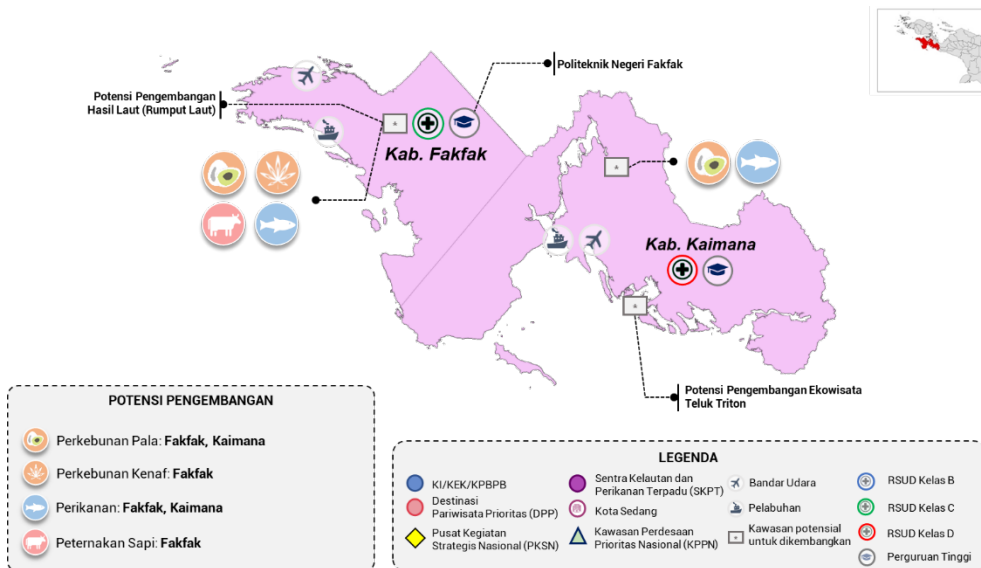 Politeknik Negeri Fakfak
Potensi Pengembangan
Hasil Laut (Rumput Laut)
Kab. Fakfak
Kab. Kaimana
Potensi Pengembangan Ekowisata
Teluk Triton
POTENSI PENGEMBANGAN
Perkebunan Pala: Fakfak, Kaimana
Perkebunan Kenaf: Fakfak
Perikanan: Fakfak, Kaimana
Peternakan Sapi: Fakfak
LEGENDA
KI/KEK/KPBPB
Destinasi
Pariwisata Prioritas (DPP)
Pusat Kegiatan
Strategis Nasional (PKSN)
Sentra Kelautan dan
Perikanan Terpadu (SKPT)
Kota Sedang
Kawasan Perdesaan
Prioritas Nasional (KPPN)
Bandar Udara
Pelabuhan
Kawasan potensial
untuk dikembangkan
RSUD Kelas B
RSUD Kelas C
RSUD Kelas D
Perguruan Tinggi